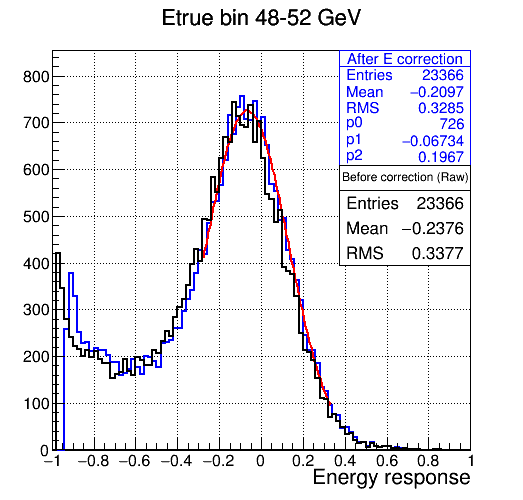 Etrue bin 48-52 GeV
After E correction
Entries 23366
Mean −0.2097
RMS 0.3285
p0 726
p1 −0.06734
p2 0.1967
Before correction (Raw)
Entries 23366
Mean −0.2376
RMS 0.3377
800
700
600
500
400
300
200
100
0
−1 −0.8 −0.6 −0.4 −0.2 0 0.2 0.4 0.6 0.8 1
Energy response